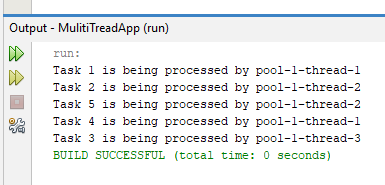 Output - MulitiTreadApp (run)
run:
Task 1 is being processed by pool-1-thread-1
Task 2 is being processed by pool-1-thread-2
Task 5 is being processed by pool-1-thread-2
Task 4 is being processed by pool-1-thread-1
Task 3 is being processed by pool-1-thread-3
BUILD SUCCESSFUL (total time: 0 seconds)